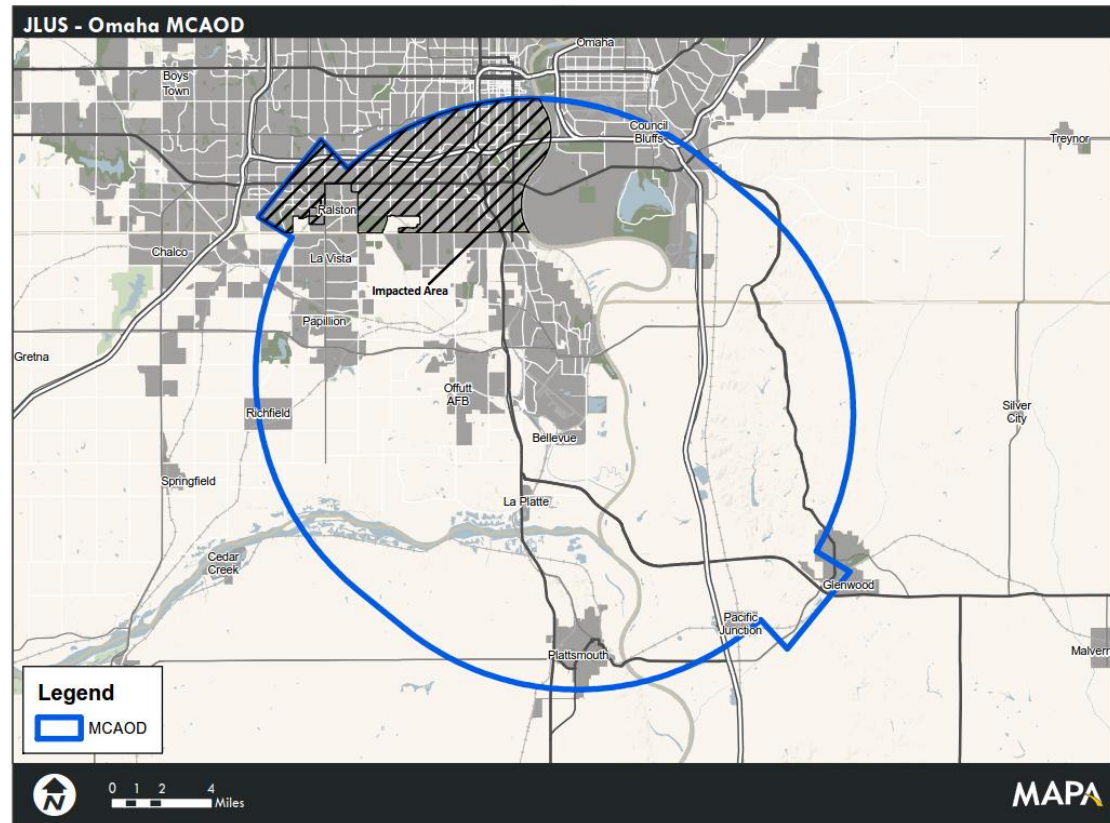 JLUS - Omaha MCAOD
Omaha
Boys
Town
Council
Bluffs
Treynor
Ralston
Chalco
La Vista
Impacted Area
Papillion
Gretna
Offutt
AFB
Richfield
Silver
City
Bellevue
Springfield
La Platte
Cedar
Creek
Glenwood
Pacific
Junction
Plattsmouth
Malvern
Legend
MCAOD
N
0 1 2 4
Miles
MAPA